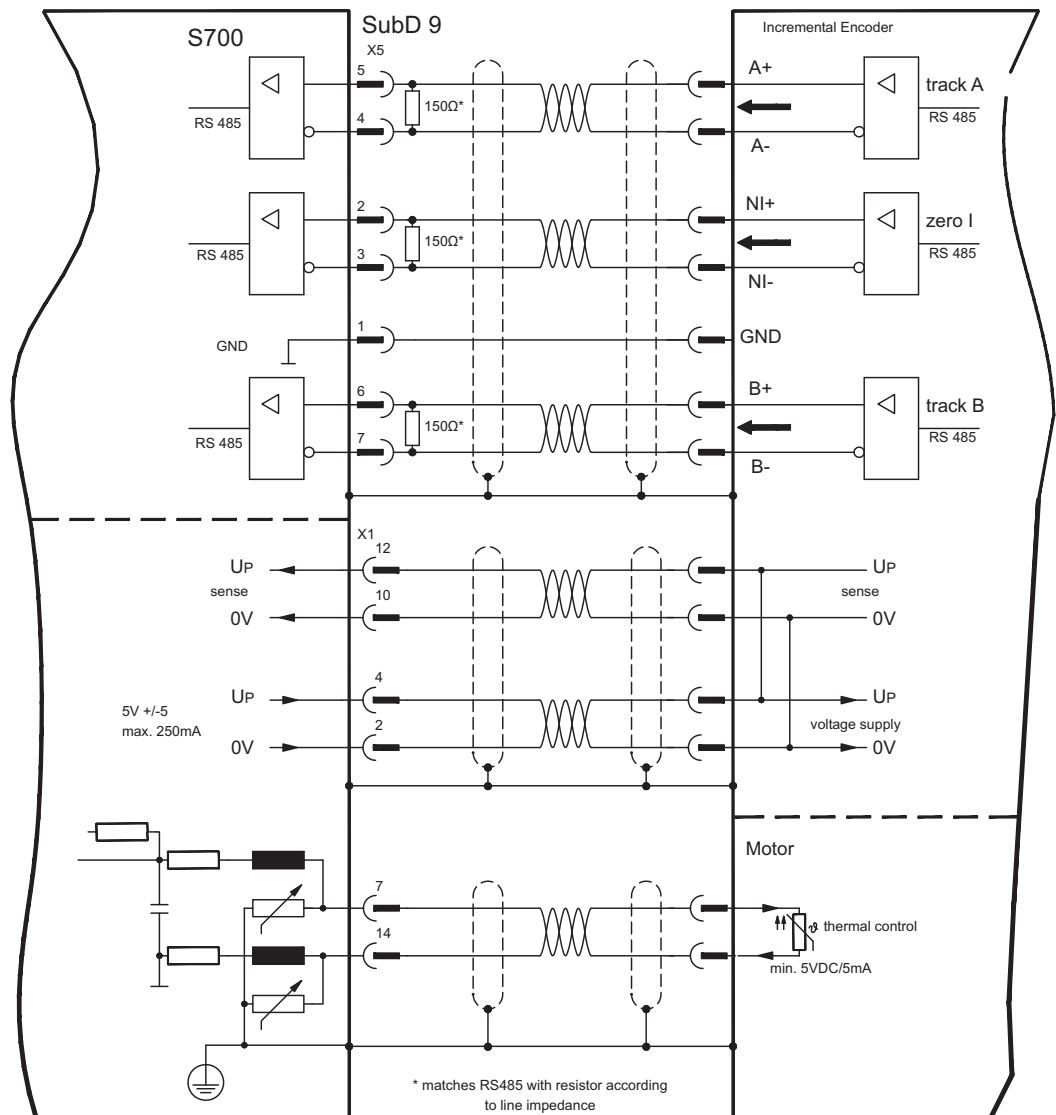 S700
SubD 9
Incremental Encoder
X5
5
A+
track A
RS 485
150Ω*
RS 485
4
A-
2
NI+
zero I
RS 485
150Ω*
RS 485
3
NI-
1
GND
GND
6
B+
track B
RS 485
150Ω*
RS 485
7
B-
X1
12
UP
UP
sense
sense
10
0V
0V
4
UP
UP
5V +/-5
max. 250mA
voltage supply
2
0V
0V
Motor
7
ϑ thermal control
14
min. 5VDC/5mA
* matches RS485 with resistor according
to line impedance